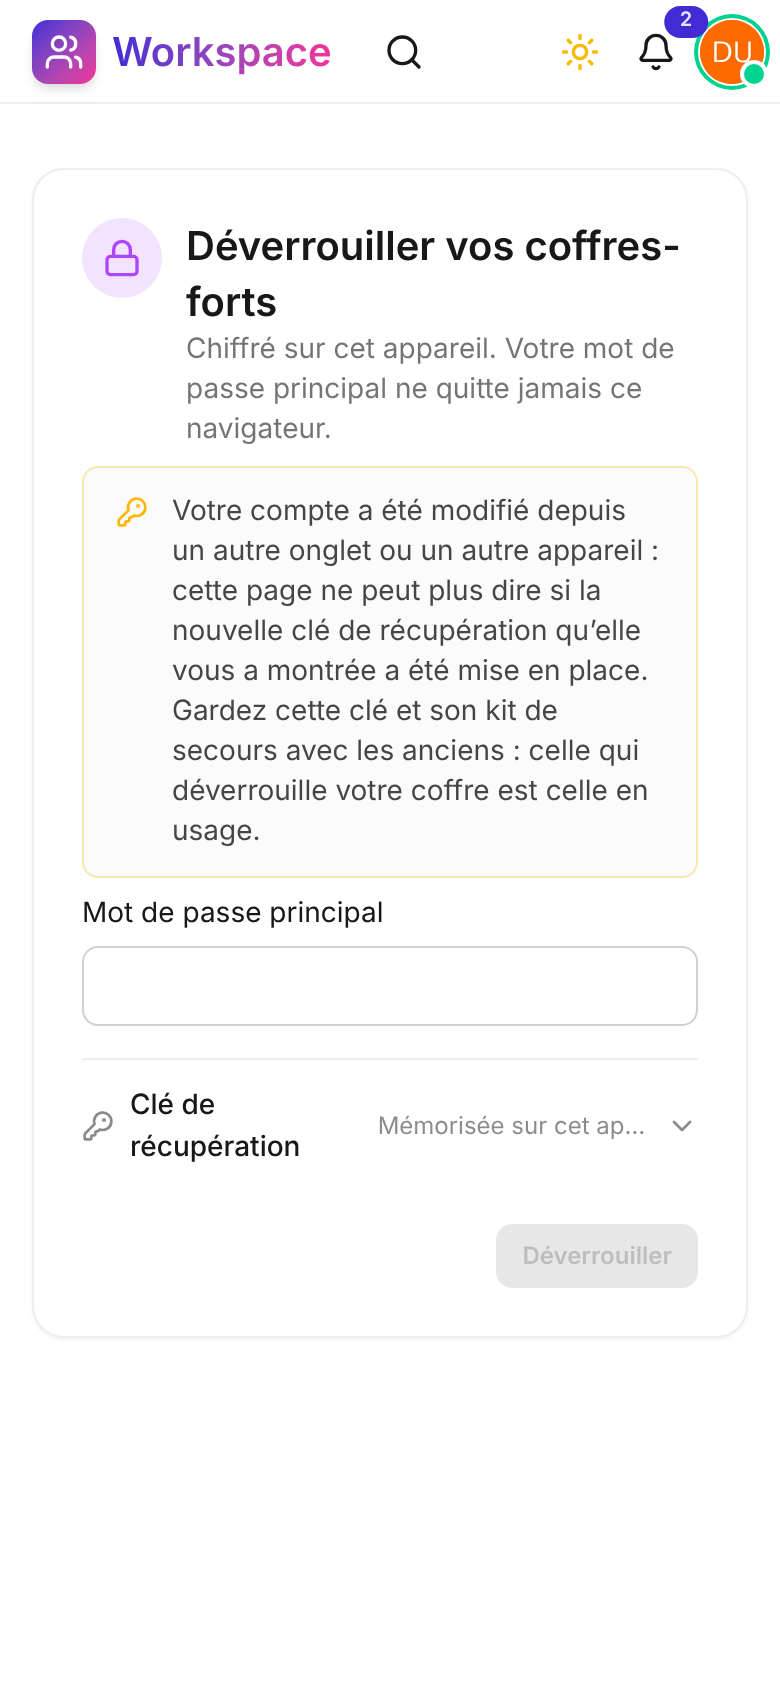 Workspace
2
DU
Déverrouiller vos coffres-
forts
Chiffré sur cet appareil. Votre mot de
passe principal ne quitte jamais ce
navigateur.
Votre compte a été modifié depuis
un autre onglet ou un autre appareil :
cette page ne peut plus dire si la
nouvelle clé de récupération qu’elle
vous a montrée a été mise en place.
Gardez cette clé et son kit de
secours avec les anciens : celle qui
déverrouille votre coffre est celle en
usage.
Mot de passe principal
Clé de
récupération
Mémorisée sur cet ap...
Déverrouiller